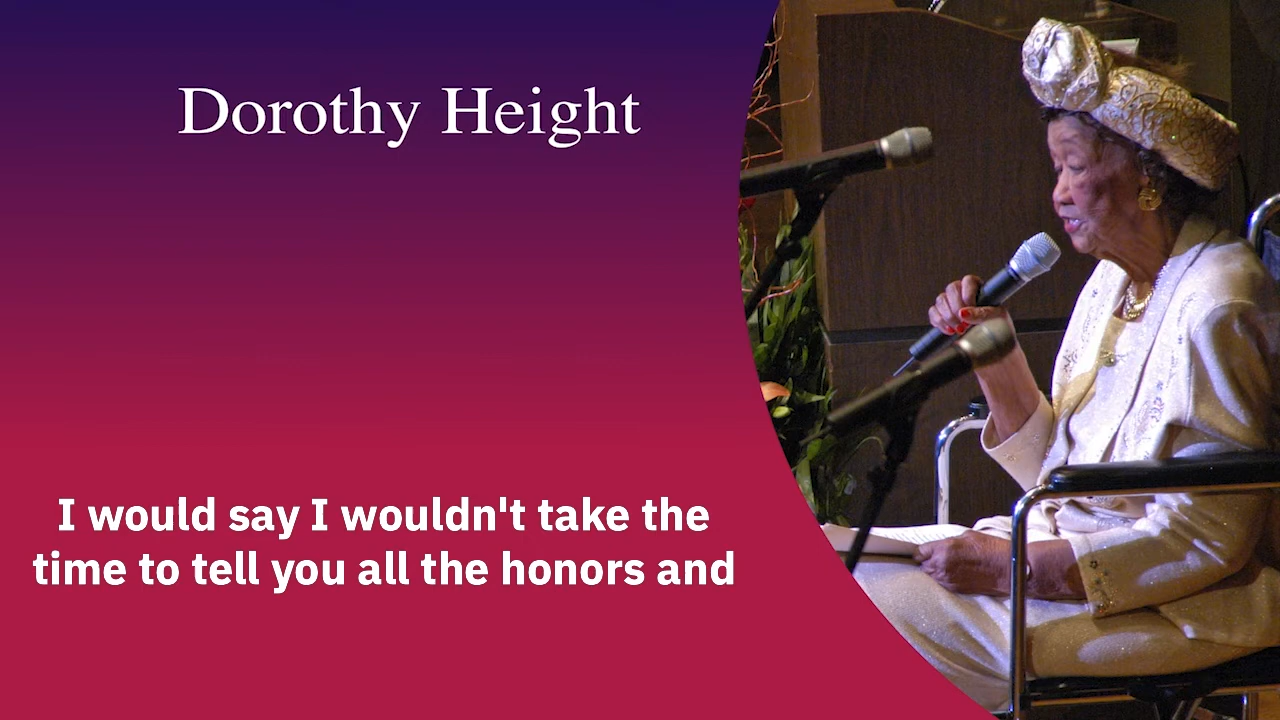 Dorothy Height
I would say I wouldn't take the
time to tell you all the honors and